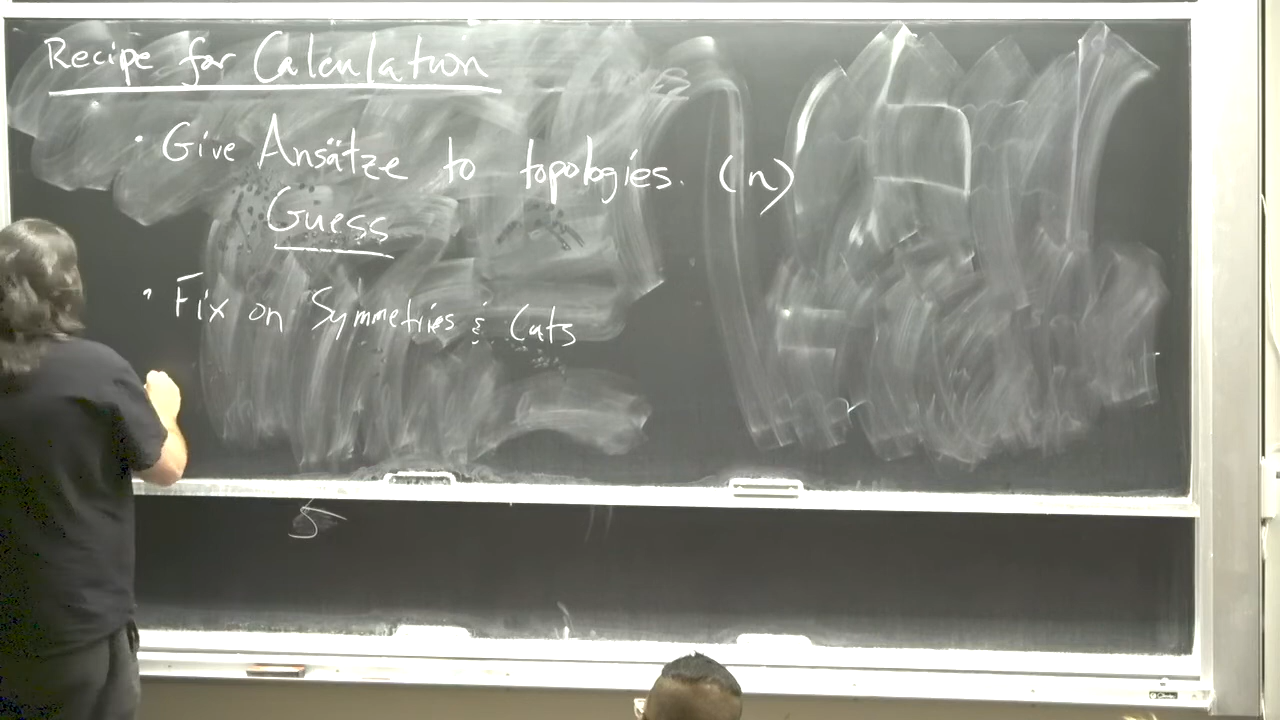 Recipe for Calculation
• Give Ansätze to topologies. (n)
Guess
• Fix on Symmetries & Cuts